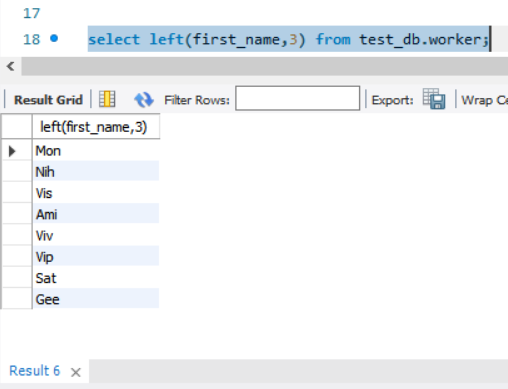 17
18 select left(first_name,3) from test_db.worker;
Result Grid Filter Rows: Export: Wrap Ce
left(first_name,3)
Mon
Nih
Vis
Ami
Viv
Vip
Sat
Gee
Result 6